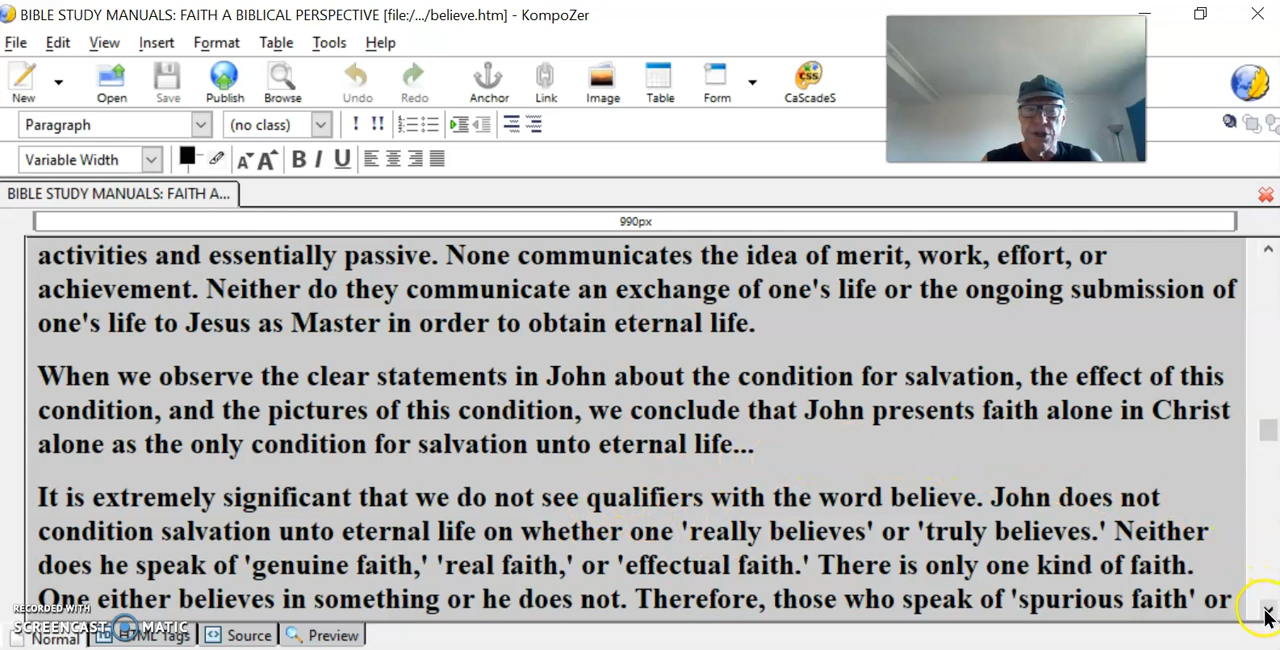 BIBLE STUDY MANUALS: FAITH A BIBLICAL PERSPECTIVE [file:/.../believe.htm] - KompoZer
File Edit View Insert Format Table Tools Help
New Open Save Publish Browse Undo Redo Anchor Link Image Table Form CaScadeS
Paragraph (no class)
Variable Width B I U
BIBLE STUDY MANUALS: FAITH A...
990px
activities and essentially passive. None communicates the idea of merit, work, effort, or
achievement. Neither do they communicate an exchange of one's life or the ongoing submission of
one's life to Jesus as Master in order to obtain eternal life.
When we observe the clear statements in John about the condition for salvation, the effect of this
condition, and the pictures of this condition, we conclude that John presents faith alone in Christ
alone as the only condition for salvation unto eternal life...
It is extremely significant that we do not see qualifiers with the word believe. John does not
condition salvation unto eternal life on whether one 'really believes' or 'truly believes.' Neither
does he speak of 'genuine faith,' 'real faith,' or 'effectual faith.' There is only one kind of faith.
One either believes in something or he does not. Therefore, those who speak of 'spurious faith' or
RECORDED WITH
SCREENCAST MATIC
Normal HTML Tags Source Preview